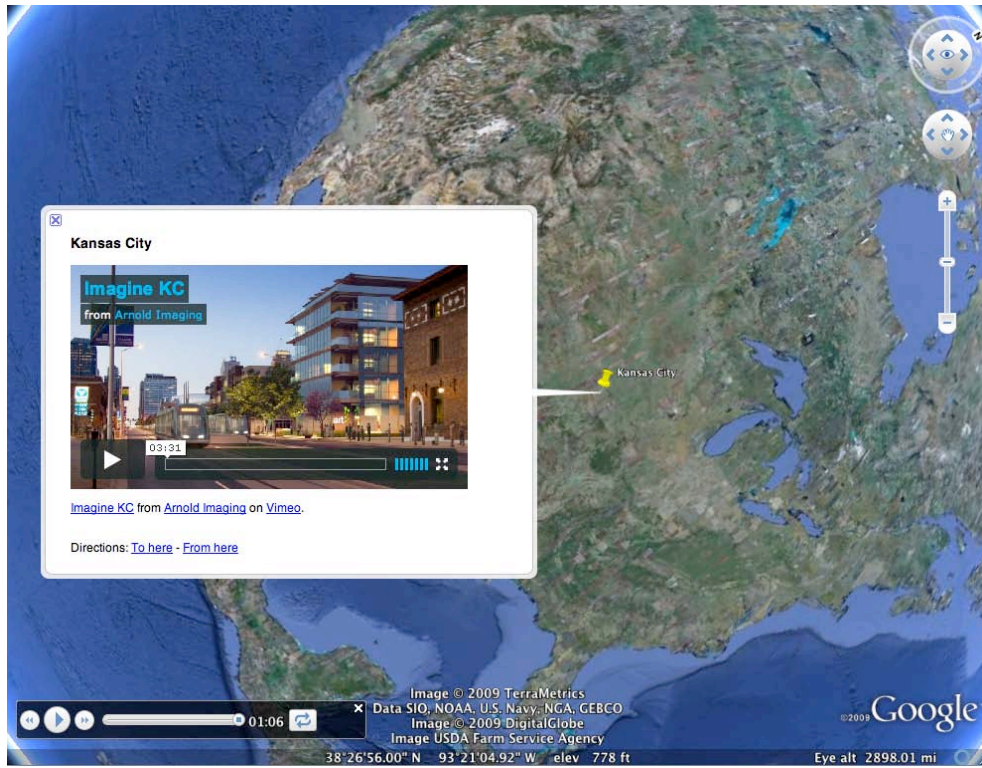 N
Kansas City
Imagine KC
from Arnold Imaging
03:31
Imagine KC from Arnold Imaging on Vimeo.
Directions: To here - From here
Kansas City
01:06
Image © 2009 TerraMetrics
Data SIO, NOAA, U.S. Navy, NGA, GEBCO
Image © 2009 DigitalGlobe
Image USDA Farm Service Agency
©2009 Google
38°26'56.00" N 93°21'04.92" W elev 778 ft Eye alt 2898.01 mi